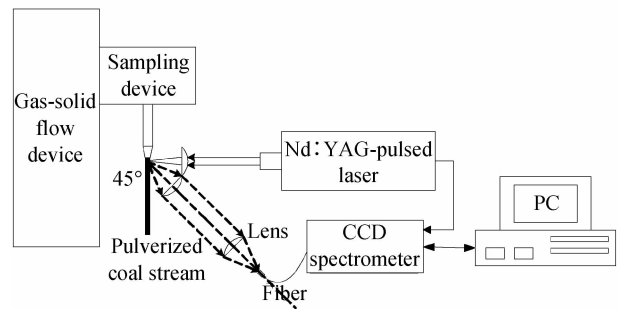 Gas-solid
flow
device
Sampling
device
Nd：YAG-pulsed
laser
45°
Pulverized
coal stream
Lens
Fiber
CCD
spectrometer
PC